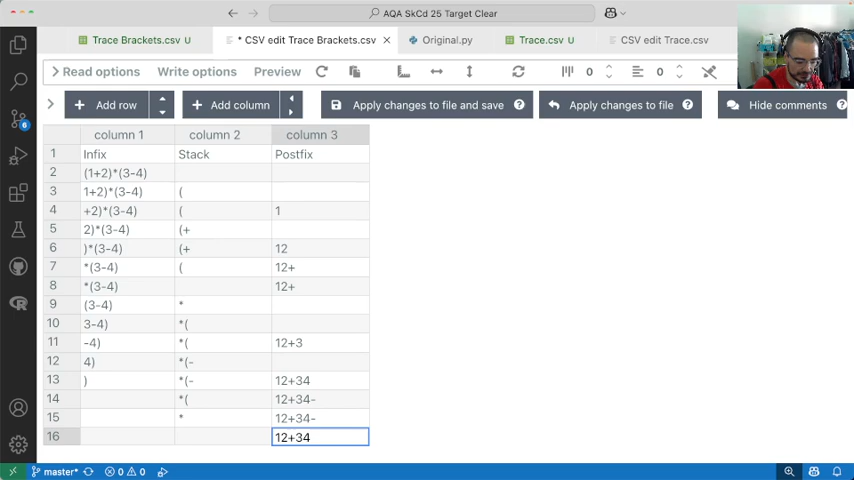 AQA SkCd 25 Target Clear
Trace Brackets.csv U
* CSV edit Trace Brackets.csv
Original.py
Trace.csv U
CSV edit Trace.csv
Read options
Write options
Preview
0
0
Add row
Add column
Apply changes to file and save
Apply changes to file
Hide comments
column 1 column 2 column 3
1 Infix Stack Postfix
2 (1+2)*(3-4)
3 1+2)*(3-4) (
4 +2)*(3-4) ( 1
5 2)*(3-4) (+
6 )*(3-4) (+ 12
7 *(3-4) ( 12+
8 *(3-4) 12+
9 (3-4) *
10 3-4) *(
11 -4) *( 12+3
12 4) *(-
13 ) *(- 12+34
14 *( 12+34-
15 * 12+34-
16 12+34
6
master*
0 0